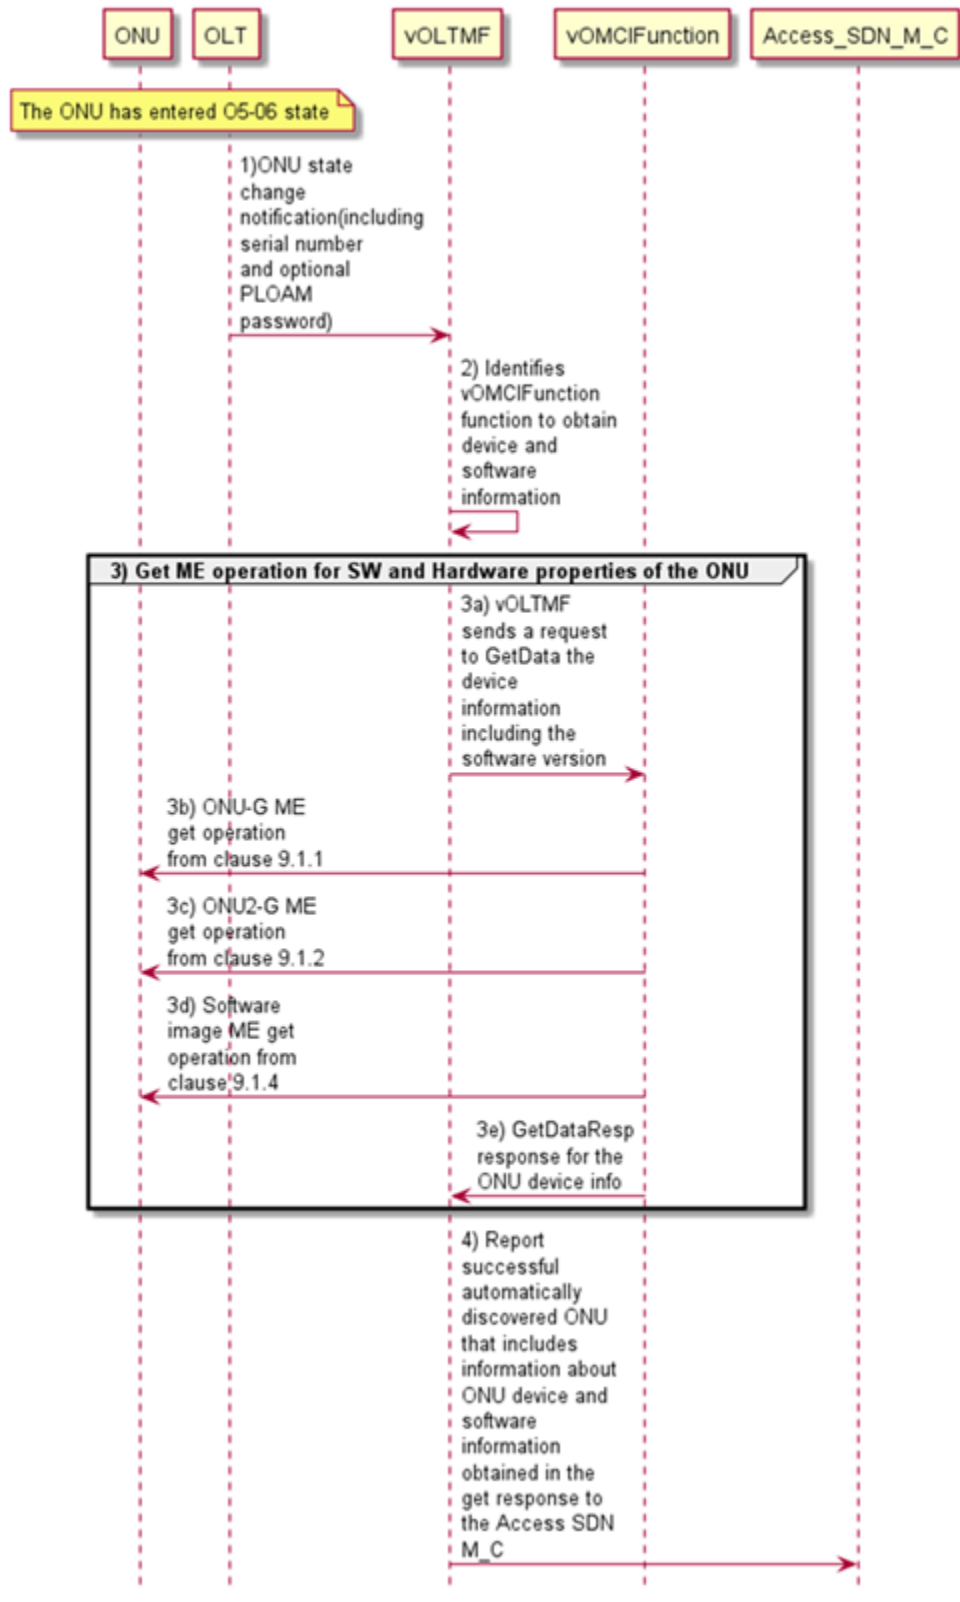 ONU
OLT
vOLTMF
vOMCIFunction
Access_SDN_M_C
The ONU has entered O5-06 state
1)ONU state
change
notification(including
serial number
and optional
PLOAM
password)
2) Identifies
vOMCIFunction
function to obtain
device and
software
information
3) Get ME operation for SW and Hardware properties of the ONU
3a) vOLTMF
sends a request
to GetData the
device
information
including the
software version
3b) ONU-G ME
get operation
from clause 9.1.1
3c) ONU2-G ME
get operation
from clause 9.1.2
3d) Software
image ME get
operation from
clause 9.1.4
3e) GetDataResp
response for the
ONU device info
4) Report
successful
automatically
discovered ONU
that includes
information about
ONU device and
software
information
obtained in the
get response to
the Access SDN
M_C